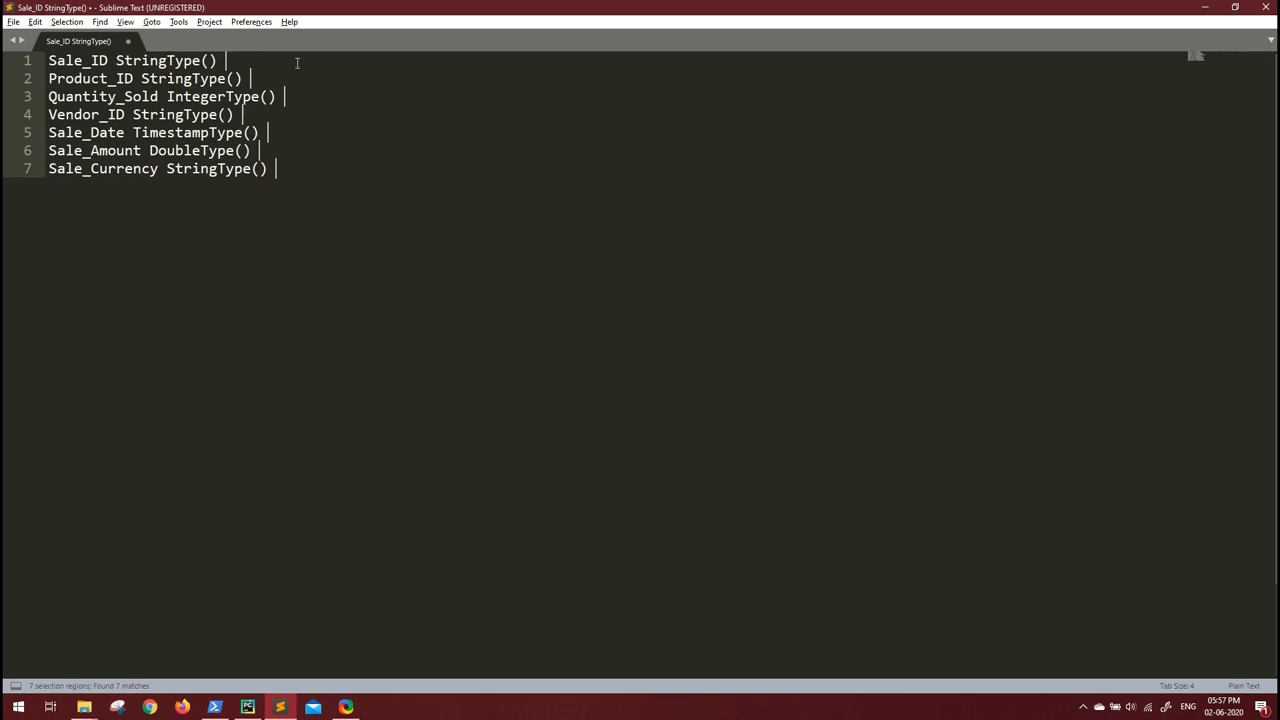 Sale_ID StringType() • - Sublime Text (UNREGISTERED)
File Edit Selection Find View Goto Tools Project Preferences Help
Sale_ID StringType()
1 Sale_ID StringType()
2 Product_ID StringType()
3 Quantity_Sold IntegerType()
4 Vendor_ID StringType()
5 Sale_Date TimestampType()
6 Sale_Amount DoubleType()
7 Sale_Currency StringType()
7 selection regions; Found 7 matches Tab Size: 4 Plain Text
PC ENG 05:57 PM
02-06-2020 1